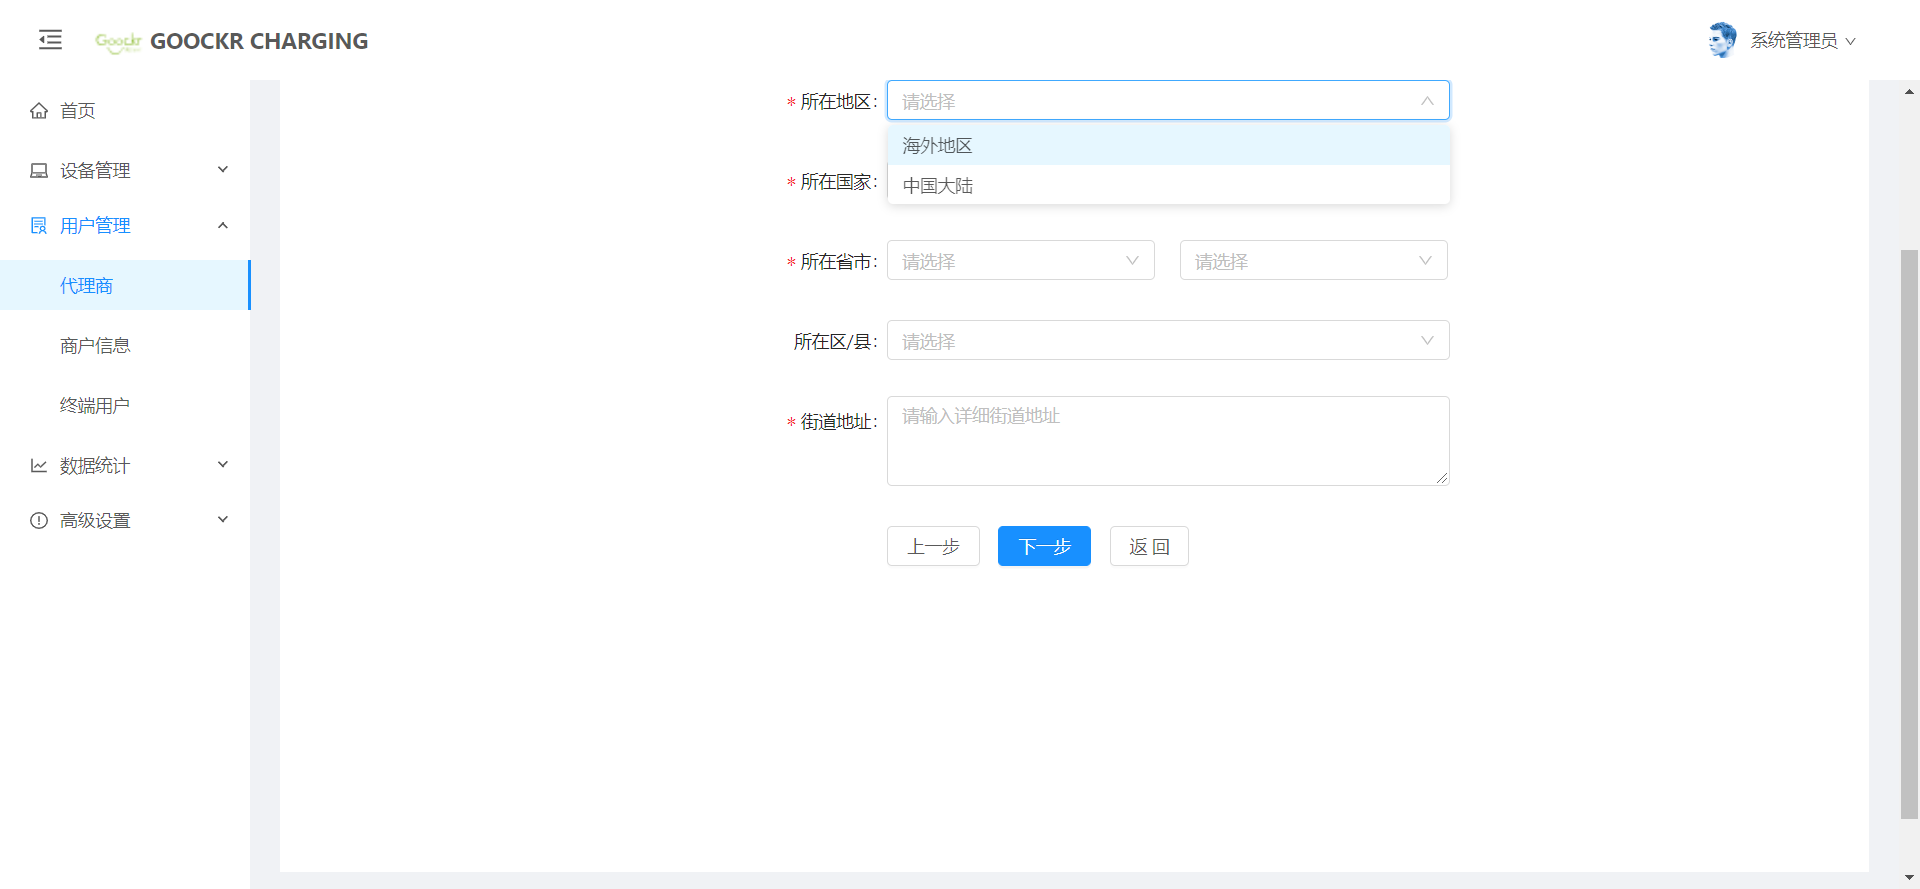 Goockr GOOCKR CHARGING
系统管理员
首页
设备管理
用户管理
代理商
商户信息
终端用户
数据统计
高级设置
* 所在地区: 请选择
海外地区
中国大陆
* 所在国家:
* 所在省市: 请选择 请选择
所在区/县: 请选择
* 街道地址: 请输入详细街道地址
上一步 下一步 返 回